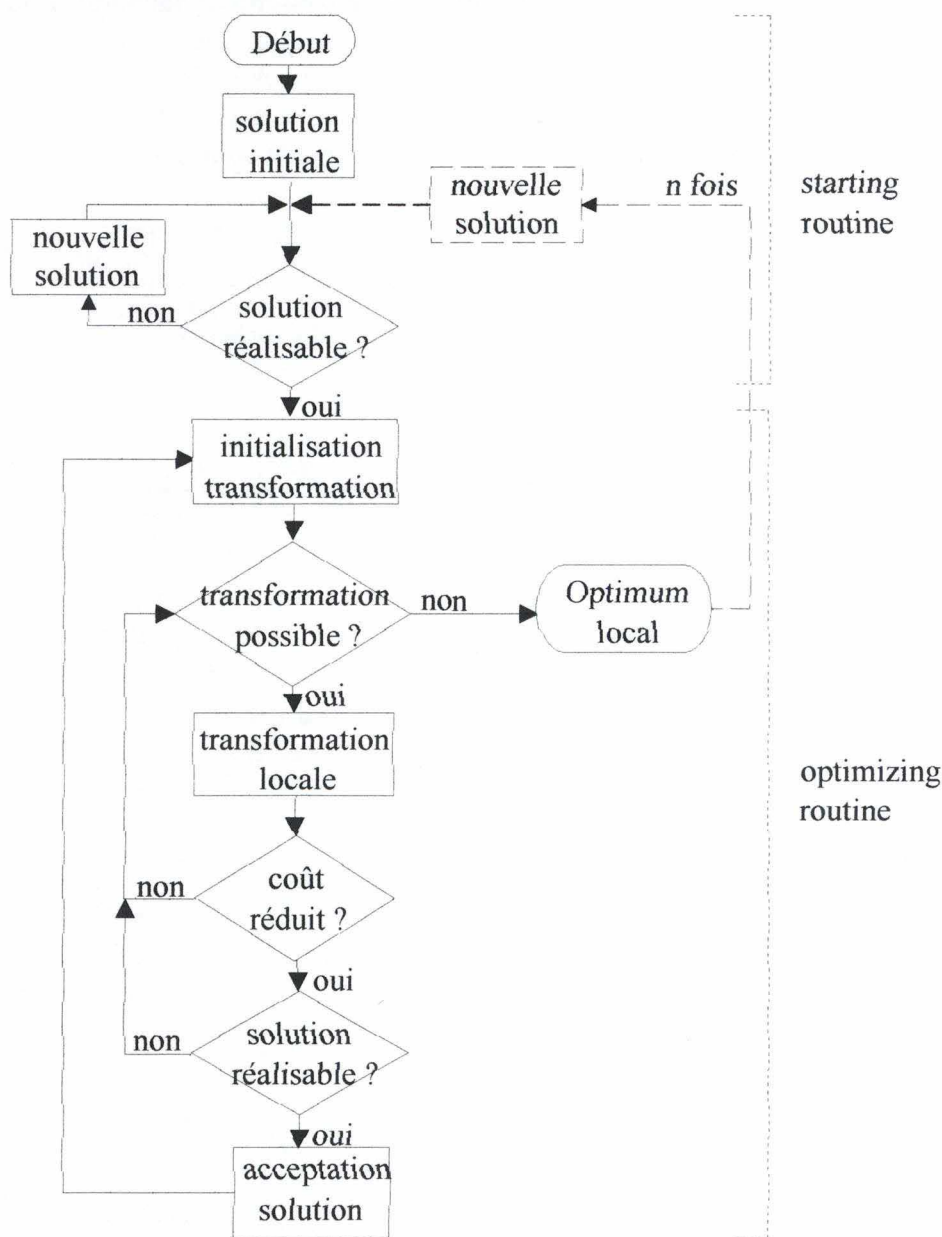 Début
solution
initiale
nouvelle
solution
n fois
starting
routine
nouvelle
solution
non
solution
réalisable ?
oui
initialisation
transformation
transformation
possible ?
non
Optimum
local
oui
transformation
locale
optimizing
routine
non
coût
réduit ?
oui
non
solution
réalisable ?
oui
acceptation
solution